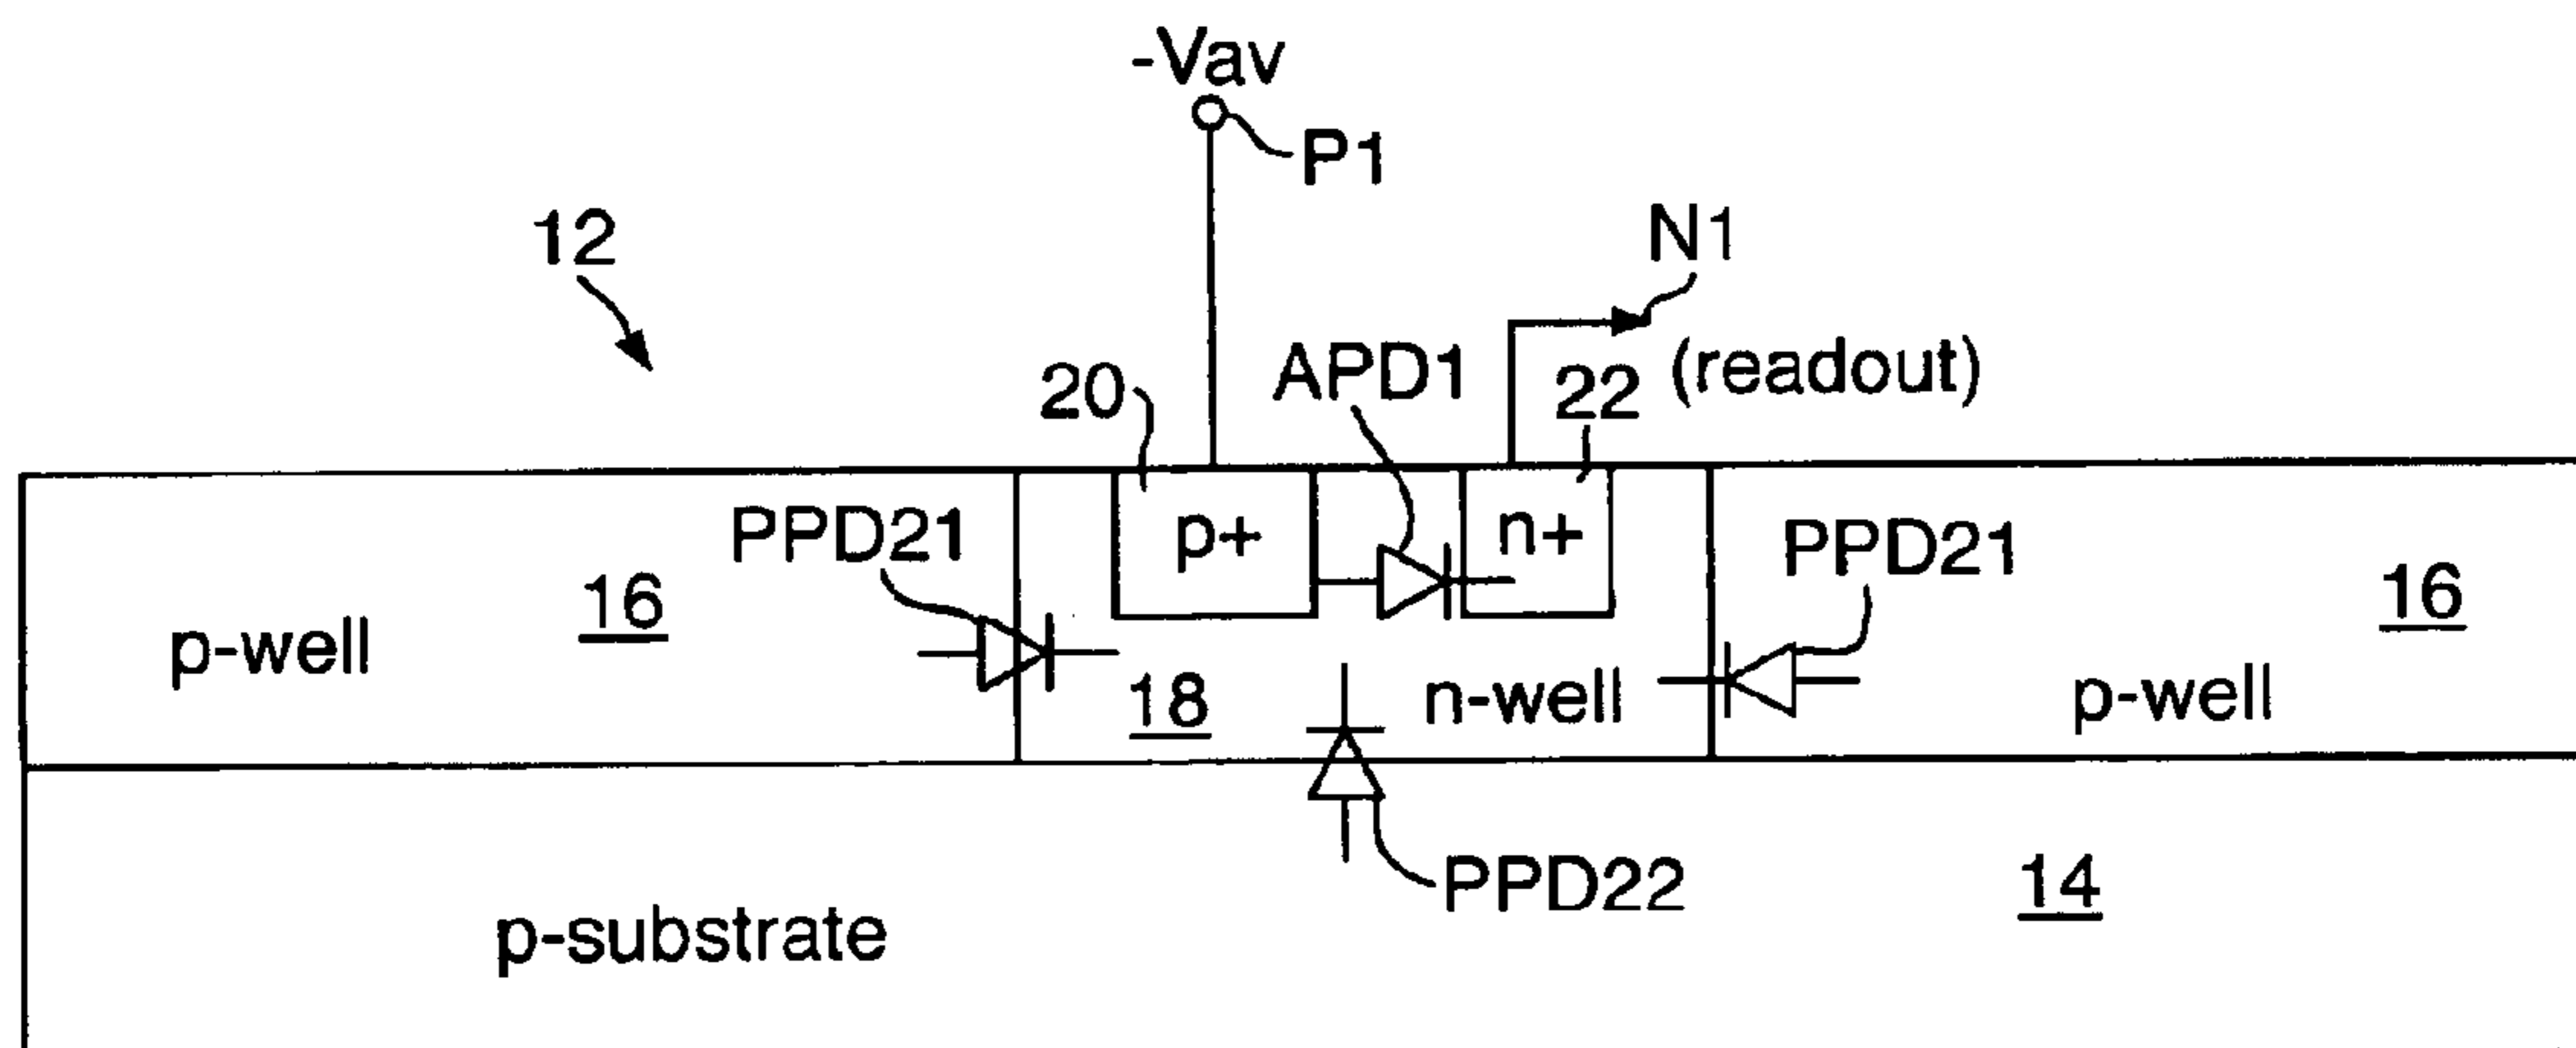 -Vav
P1
12
N1
20
APD1
22
(readout)
PPD21
p+
n+
PPD21
16
16
p-well
18
n-well
p-well
PPD22
14
p-substrate